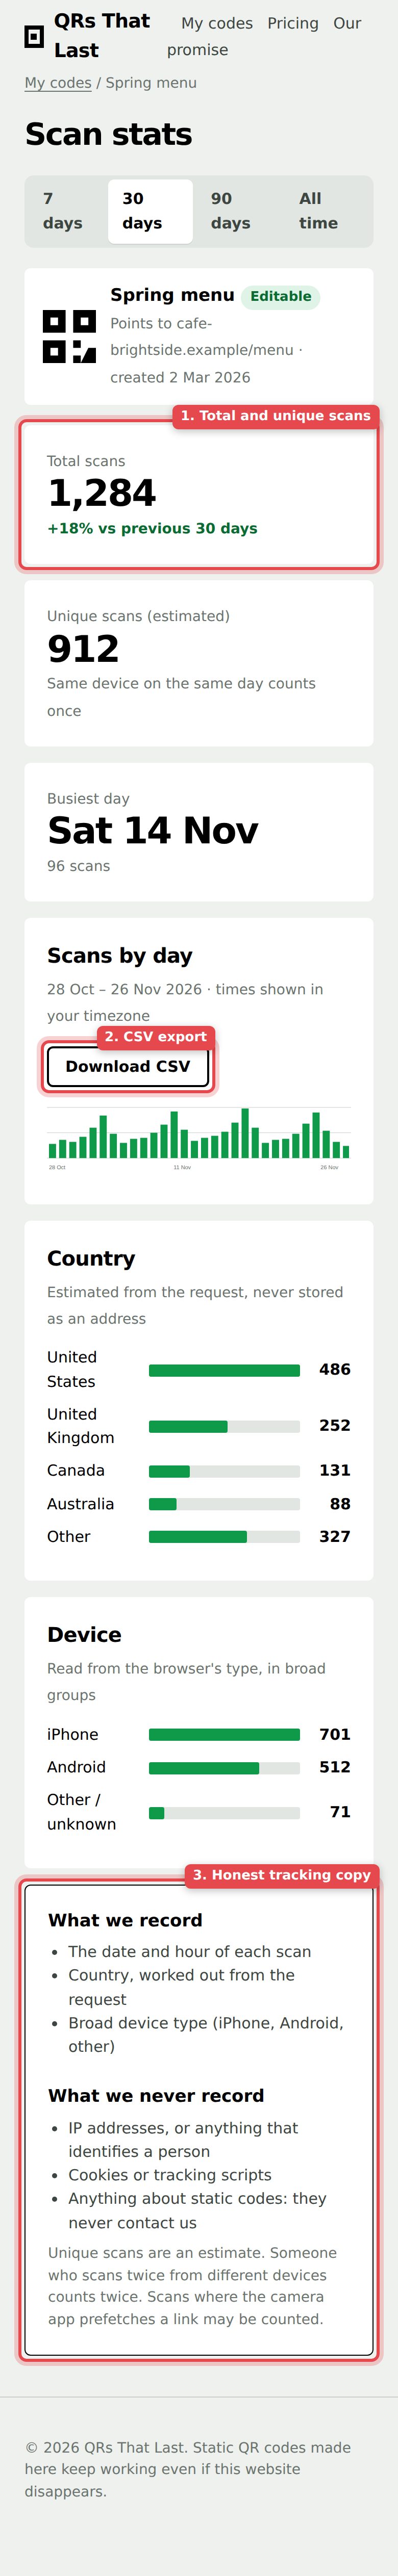 QRs That Last
My codes Pricing Our promise
My codes / Spring menu
Scan stats
7 days
30 days
90 days
All time
Spring menu Editable
Points to cafe-
brightside.example/menu ·
created 2 Mar 2026
1. Total and unique scans
Total scans
1,284
+18% vs previous 30 days
Unique scans (estimated)
912
Same device on the same day counts
once
Busiest day
Sat 14 Nov
96 scans
Scans by day
28 Oct – 26 Nov 2026 · times shown in
your timezone
2. CSV export
Download CSV
28 Oct 11 Nov 26 Nov
Country
Estimated from the request, never stored
as an address
United States 486
United Kingdom 252
Canada 131
Australia 88
Other 327
Device
Read from the browser's type, in broad
groups
iPhone 701
Android 512
Other / unknown 71
3. Honest tracking copy
What we record
• The date and hour of each scan
• Country, worked out from the
request
• Broad device type (iPhone, Android,
other)
What we never record
• IP addresses, or anything that
identifies a person
• Cookies or tracking scripts
• Anything about static codes: they
never contact us
Unique scans are an estimate. Someone
who scans twice from different devices
counts twice. Scans where the camera
app prefetches a link may be counted.
© 2026 QRs That Last. Static QR codes made
here keep working even if this website
disappears.